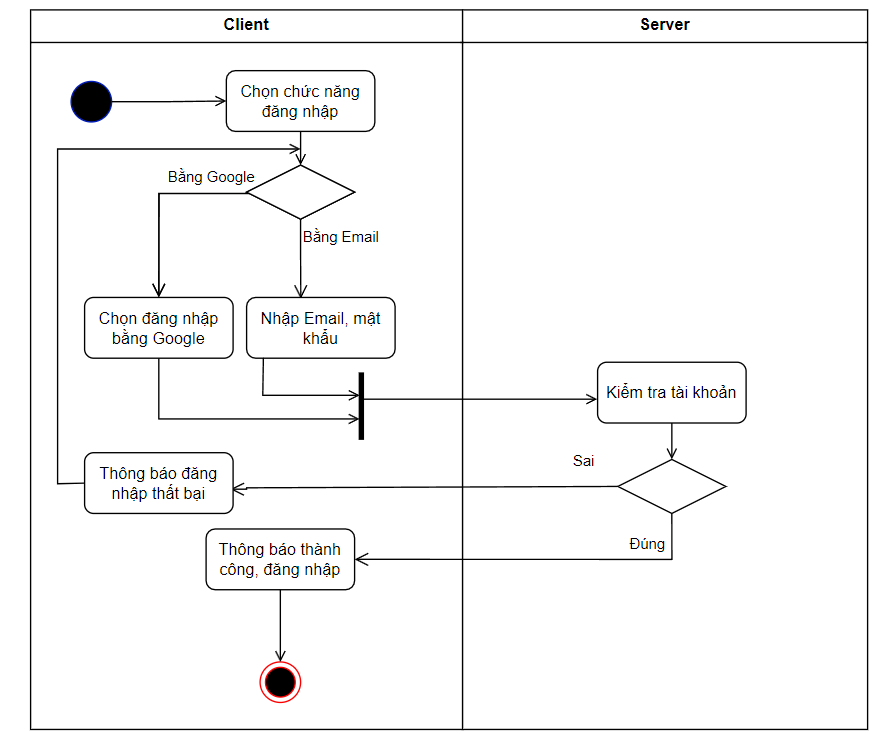 Client
Server
Chọn chức năng
đăng nhập
Bằng Google
Bằng Email
Chọn đăng nhập
bằng Google
Nhập Email, mật
khẩu
Kiểm tra tài khoản
Sai
Thông báo đăng
nhập thất bại
Đúng
Thông báo thành
công, đăng nhập